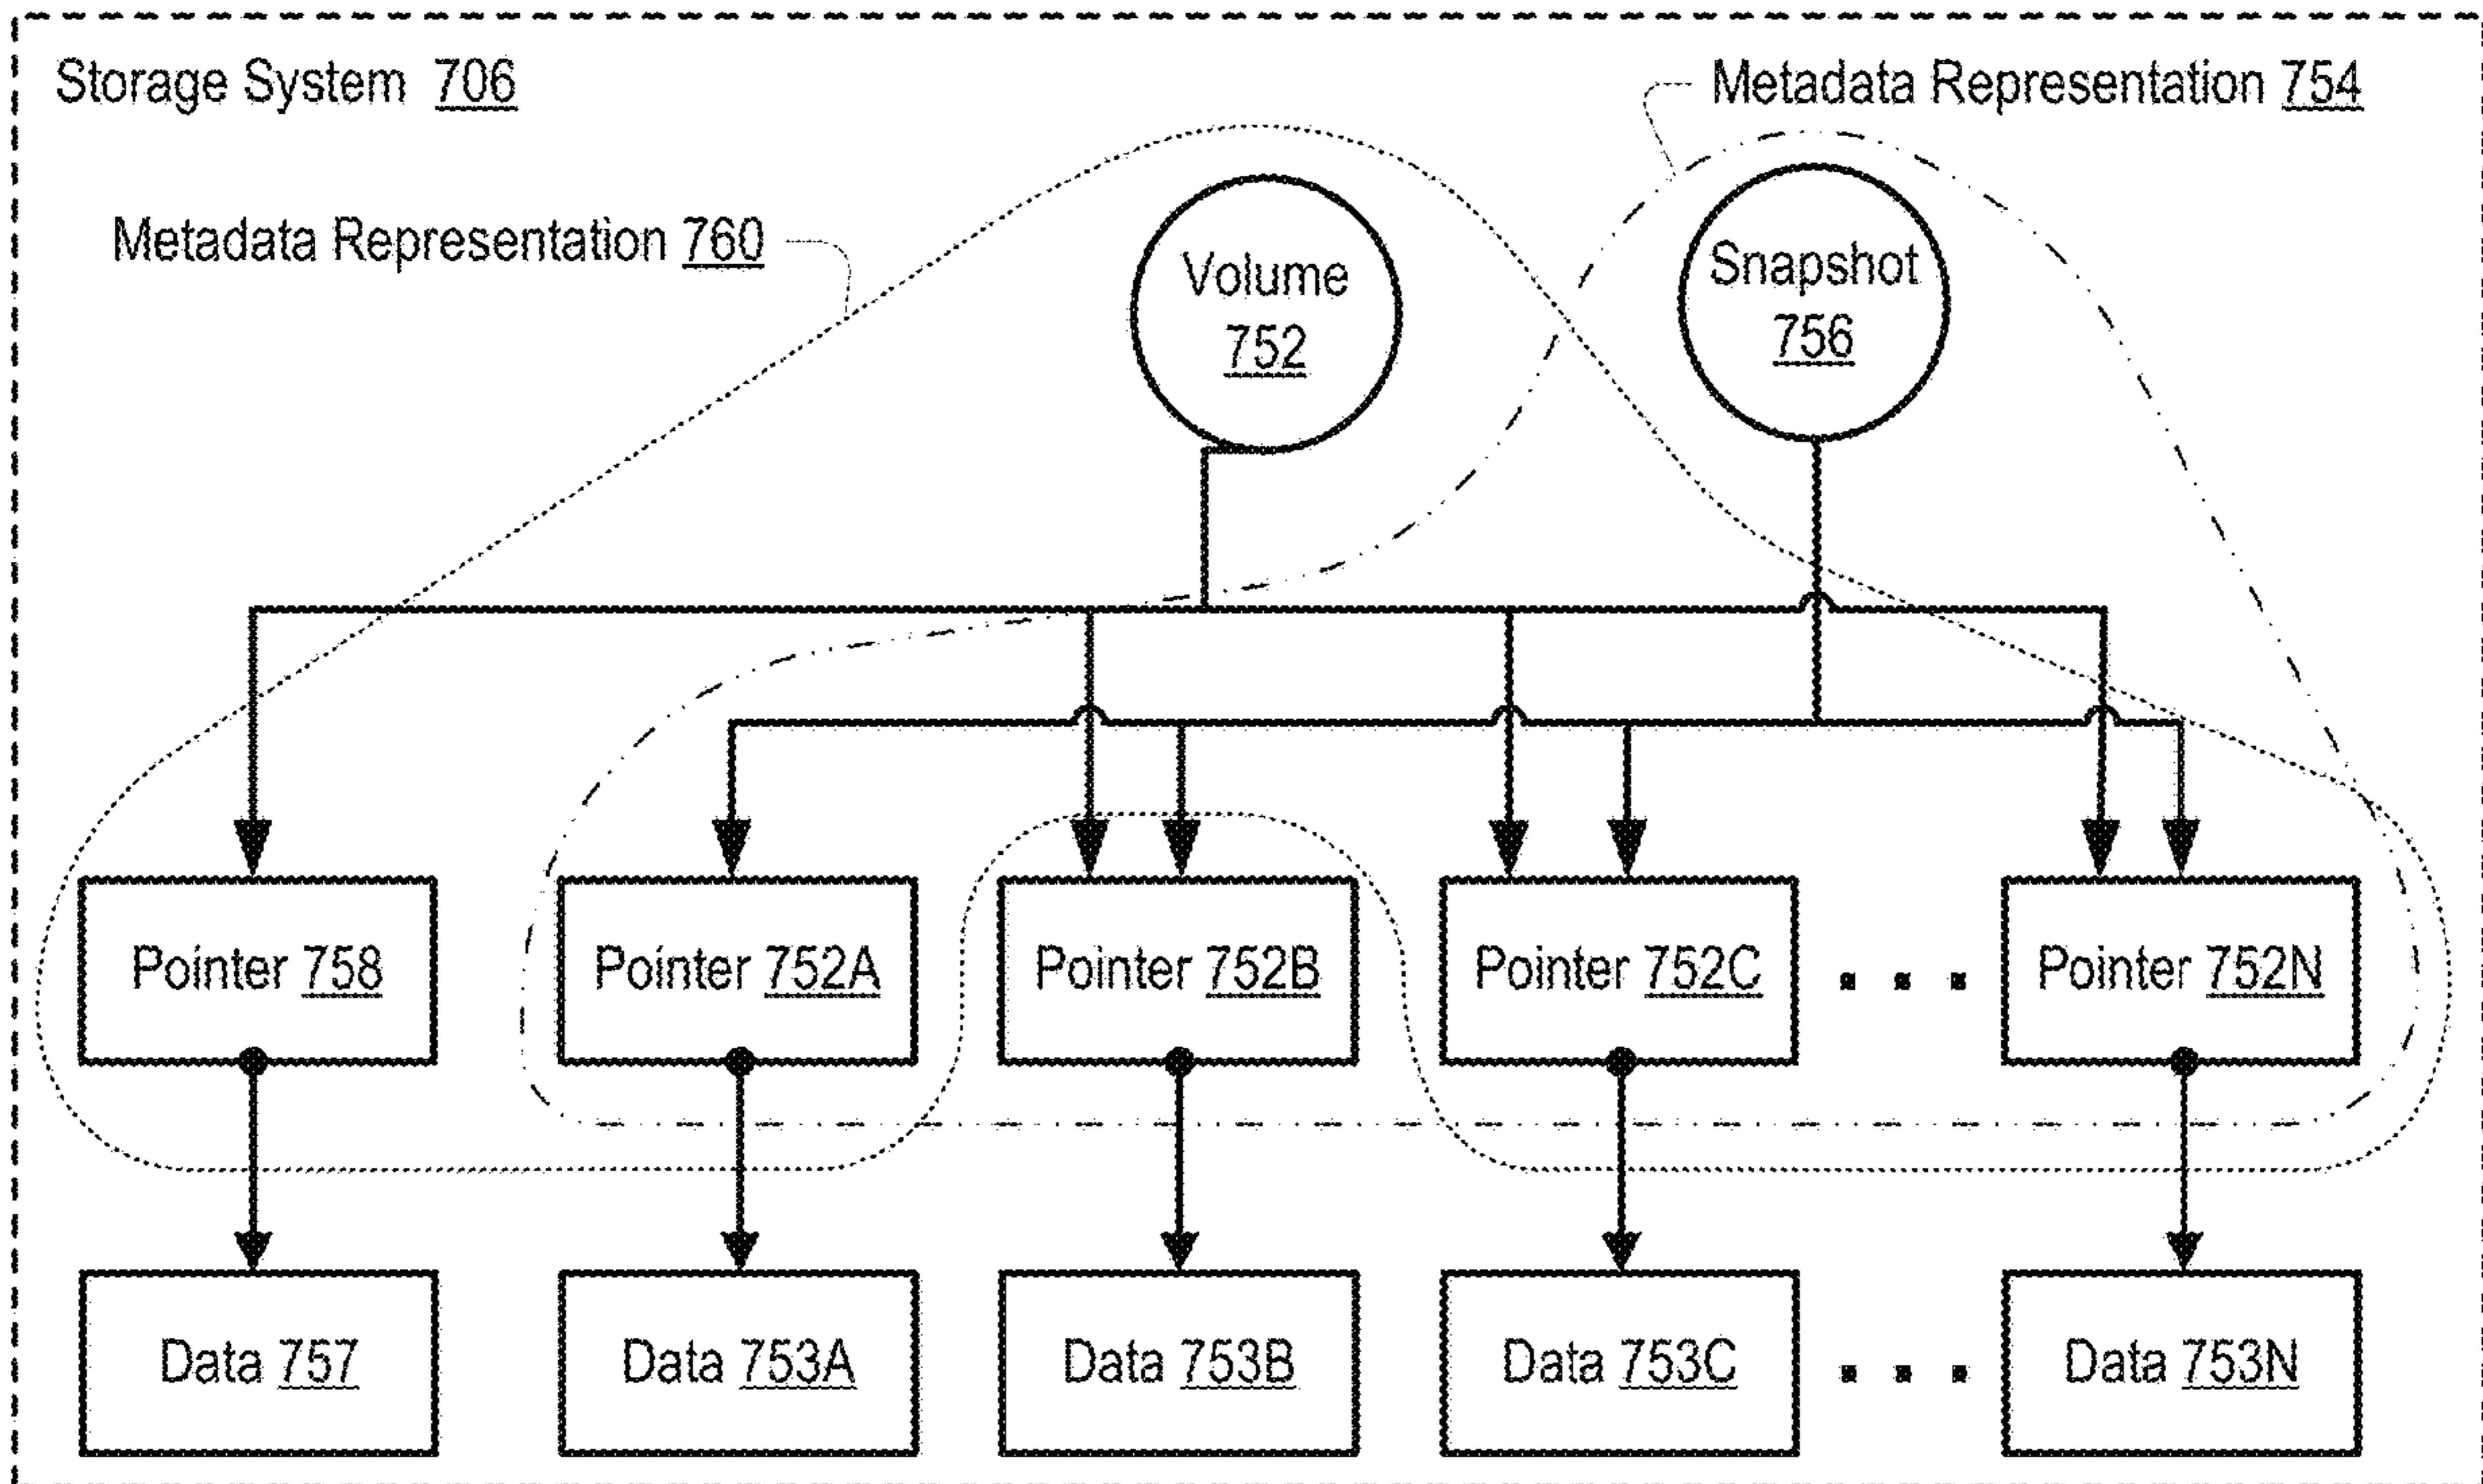 Storage System 706
Metadata Representation 754
Metadata Representation 760
Volume
752
Snapshot
756
Pointer 758
Pointer 752A
Pointer 752B
Pointer 752C
. . .
Pointer 752N
Data 757
Data 753A
Data 753B
Data 753C
. . .
Data 753N